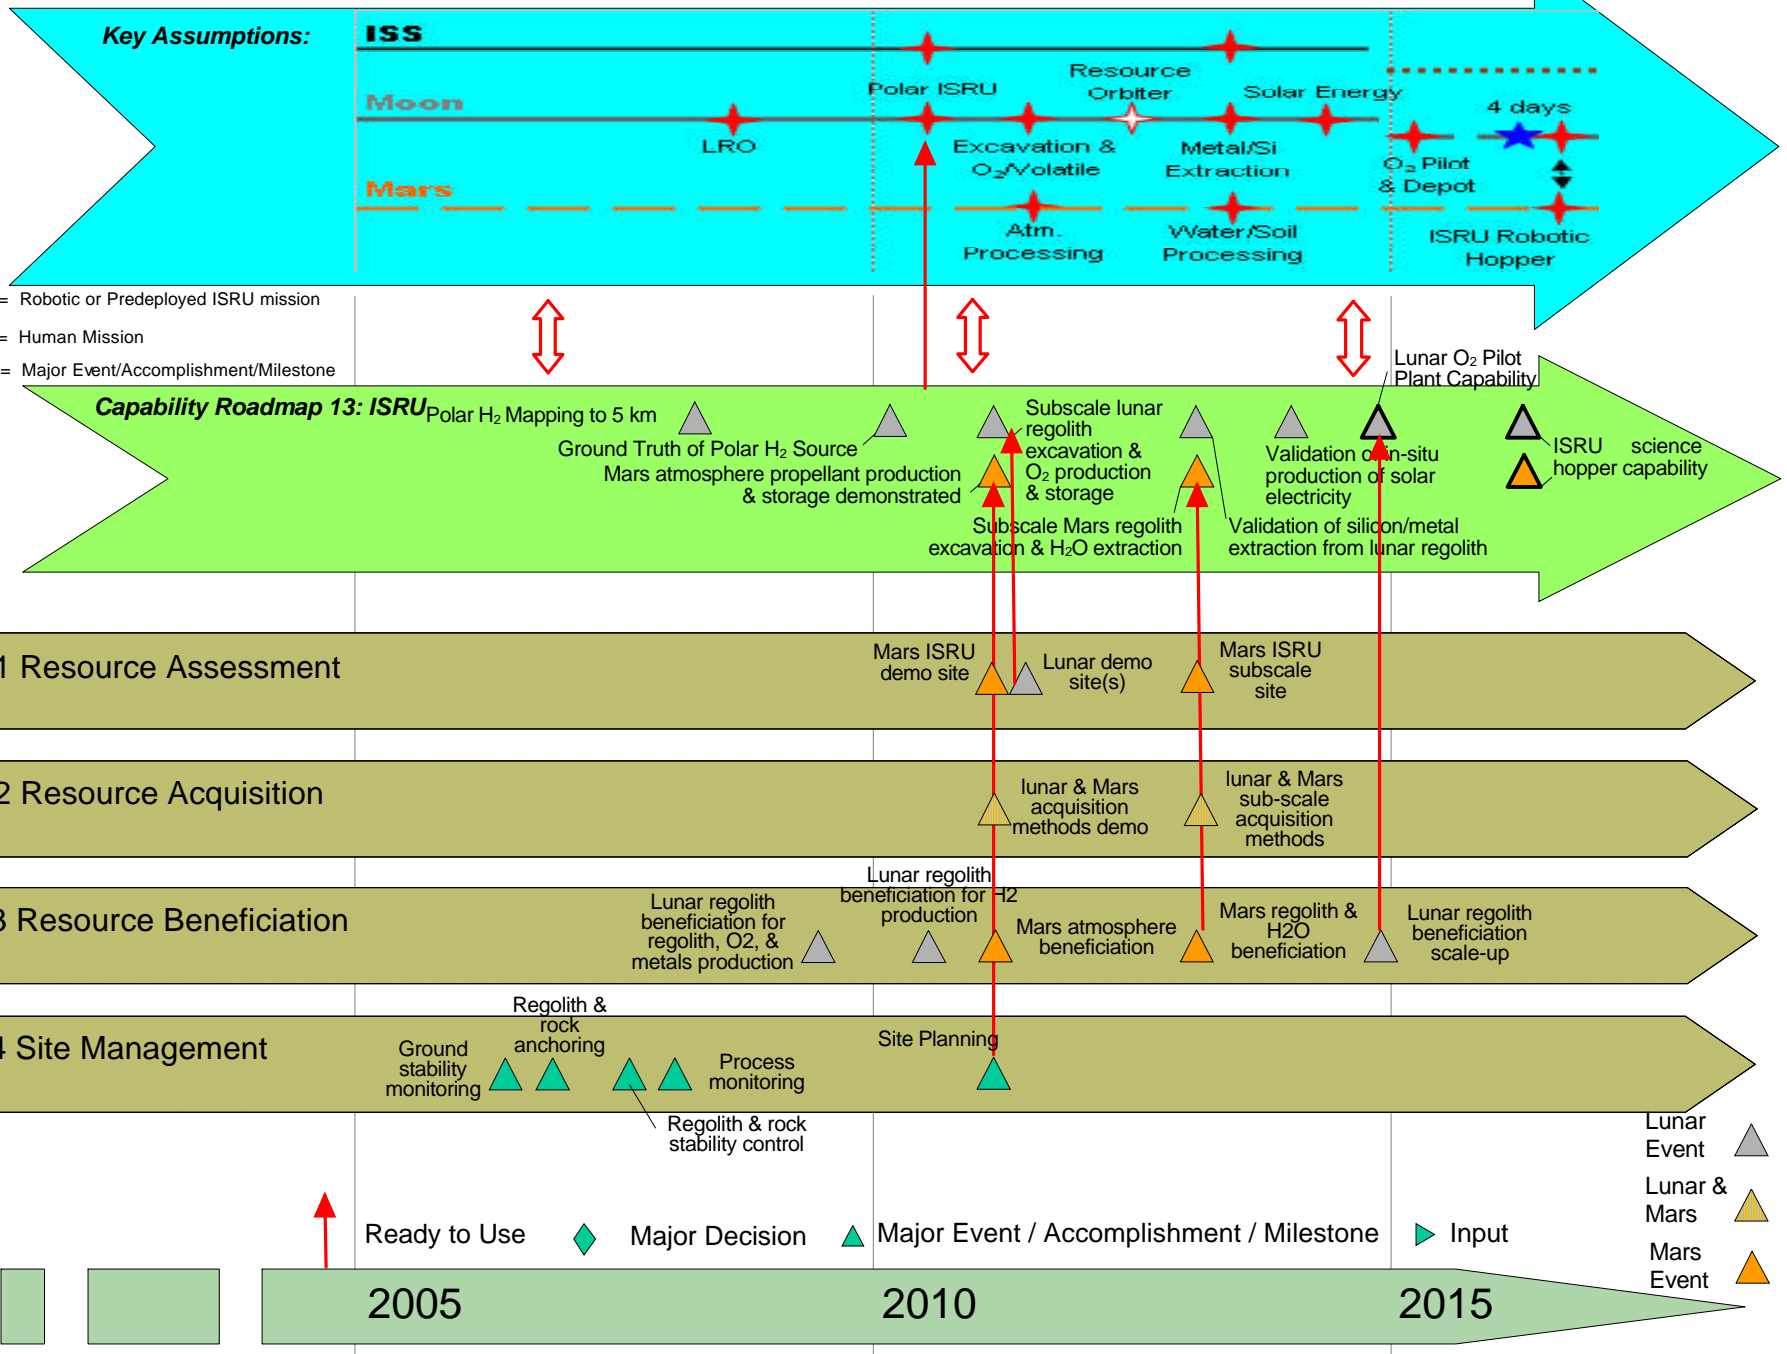 Key Assumptions:
ISS
Resource
Orbiter
Polar ISRU
Solar Energy
Moon
4 days
LRO
Excavation &
O2/Volatile
Metal/Si
Extraction
O2 Pilot
& Depot
Mars
Atm.
Processing
Water/Soil
Processing
ISRU Robotic
Hopper
= Robotic or Predeployed ISRU mission
= Human Mission
= Major Event/Accomplishment/Milestone
Lunar O2 Pilot
Plant Capability
Capability Roadmap 13: ISRU
Polar H2 Mapping to 5 km
Ground Truth of Polar H2 Source
Mars atmosphere propellant production
& storage demonstrated
Subscale lunar
regolith
excavation &
O2 production
& storage
Subscale Mars regolith
excavation & H2O extraction
Validation of in-situ
production of solar
electricity
Validation of silicon/metal
extraction from lunar regolith
ISRU science
hopper capability
1 Resource Assessment
Mars ISRU
demo site
Lunar demo
site(s)
Mars ISRU
subscale
site
2 Resource Acquisition
lunar & Mars
acquisition
methods demo
lunar & Mars
sub-scale
acquisition
methods
3 Resource Beneficiation
Lunar regolith
beneficiation for
regolith, O2, &
metals production
Lunar regolith
beneficiation for H2
production
Mars atmosphere
beneficiation
Mars regolith &
H2O
beneficiation
Lunar regolith
beneficiation
scale-up
4 Site Management
Ground
stability
monitoring
Regolith &
rock
anchoring
Process
monitoring
Regolith & rock
stability control
Site Planning
Lunar
Event
Lunar &
Mars
Mars
Event
Ready to Use
Major Decision
Major Event / Accomplishment / Milestone
Input
2005
2010
2015